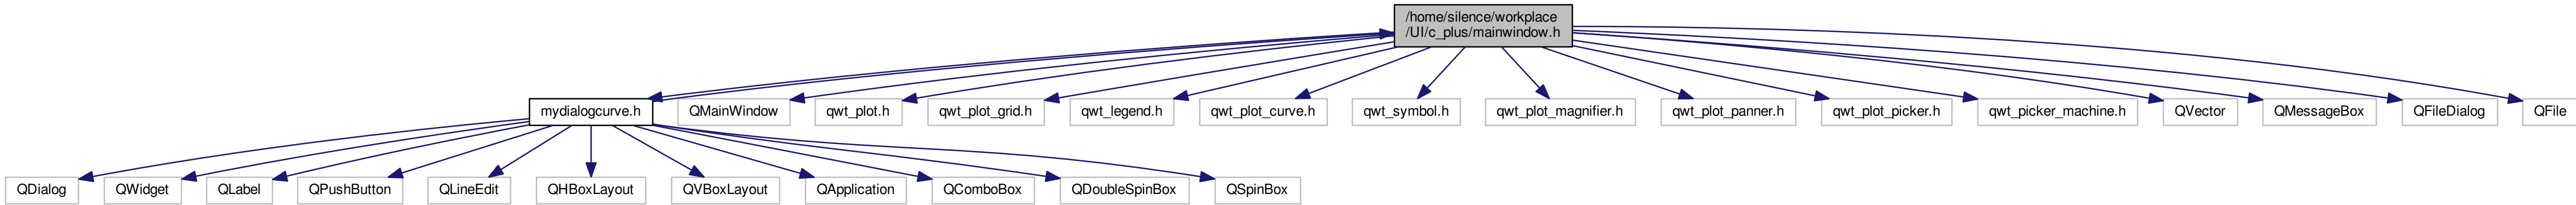 /home/silence/workplace
/UI/c_plus/mainwindow.h
mydialogcurve.h
QMainWindow
qwt_plot.h
qwt_plot_grid.h
qwt_legend.h
qwt_plot_curve.h
qwt_symbol.h
qwt_plot_magnifier.h
qwt_plot_panner.h
qwt_plot_picker.h
qwt_picker_machine.h
QVector
QMessageBox
QFileDialog
QFile
QDialog
QWidget
QLabel
QPushButton
QLineEdit
QHBoxLayout
QVBoxLayout
QApplication
QComboBox
QDoubleSpinBox
QSpinBox